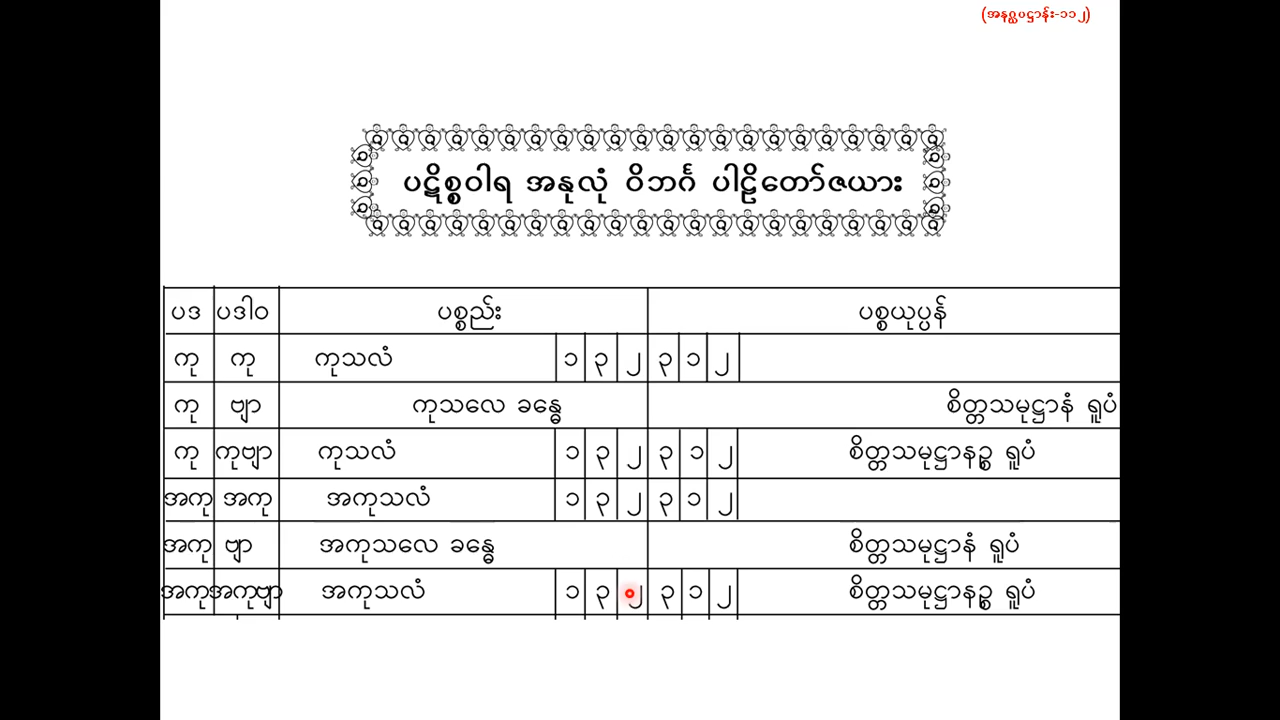 (အနဂ္ဃပဋ္ဌာန်း-၁၁၂)
ပဋိစ္စဝါရ အနုလုံ ဝိဘင်္ဂ ပါဠိတော်ဇယား
ပဒ ပဒါဝ ပစ္စည်း ပစ္စယုပ္ပန်
ကု ကု ကုသလံ ၁ ၃ ၂ ၃ ၁ ၂
ကု ဗျာ ကုသလေ ခန္ဓေ စိတ္တသမုဋ္ဌာနံ ရူပံ
ကု ကုဗျာ ကုသလံ ၁ ၃ ၂ ၃ ၁ ၂ စိတ္တသမုဋ္ဌာနဉ္စ ရူပံ
အကု အကု အကုသလံ ၁ ၃ ၂ ၃ ၁ ၂
အကု ဗျာ အကုသလေ ခန္ဓေ စိတ္တသမုဋ္ဌာနံ ရူပံ
အကု အကုဗျာ အကုသလံ ၁ ၃ ၂ ၃ ၁ ၂ စိတ္တသမုဋ္ဌာနဉ္စ ရူပံ